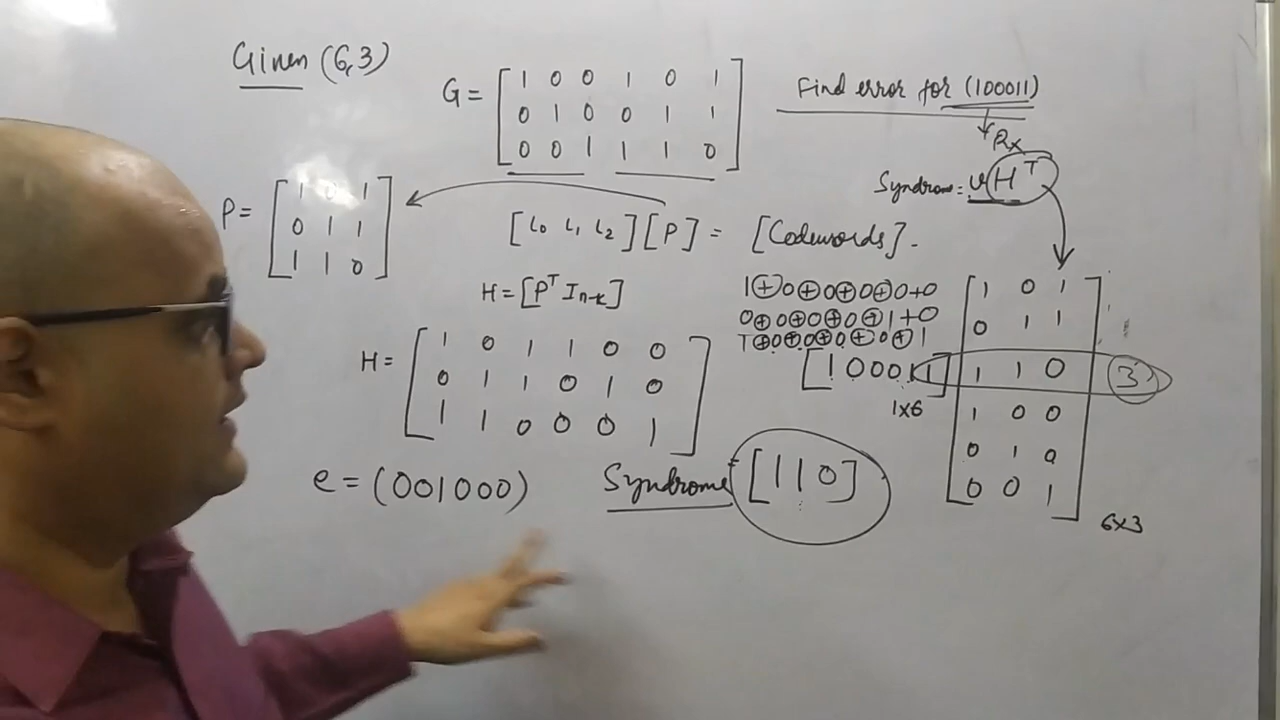 Given (6,3)
G = [ 1 0 0 1 0 1
0 1 0 0 1 1
0 0 1 1 1 0 ]
Find error for (100011)
Rx
Syndrome = v H^T
P = [ 1 0 1
0 1 1
1 1 0 ]
[ i0 i1 i2 ] [ P ] = [Codewords].
H = [P^T I_n-k]
H = [ 1 0 1 1 0 0
0 1 1 0 1 0
1 1 0 0 0 1 ]
1⊕0⊕0⊕0⊕0+0
0⊕0⊕0⊕0⊕1+0
1⊕0⊕0⊕0⊕0⊕1
[ 1 0 0 0 1 1 ]
1x6
[ 1 0 1
0 1 1
1 1 0
1 0 0
0 1 0
0 0 1 ]
3
6x3
e = (001000)
Syndrome = [ 1 1 0 ]